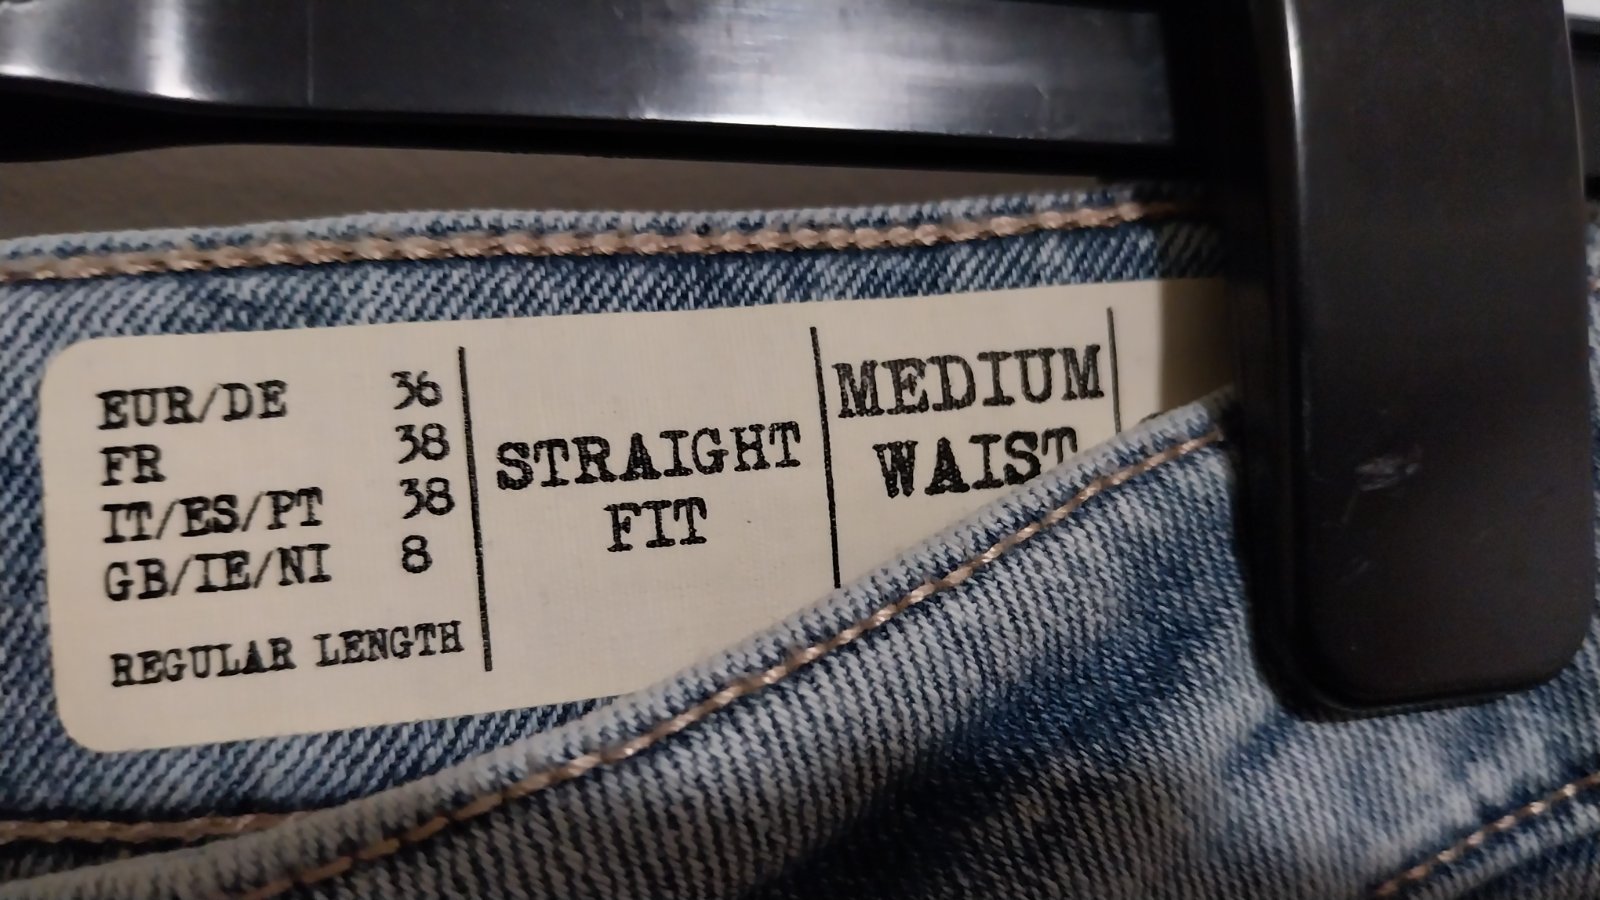 EUR/DE 36
FR 38
IT/ES/PT 38
GB/IE/NI 8
REGULAR LENGTH
STRAIGHT
FIT
MEDIUM
WAIST